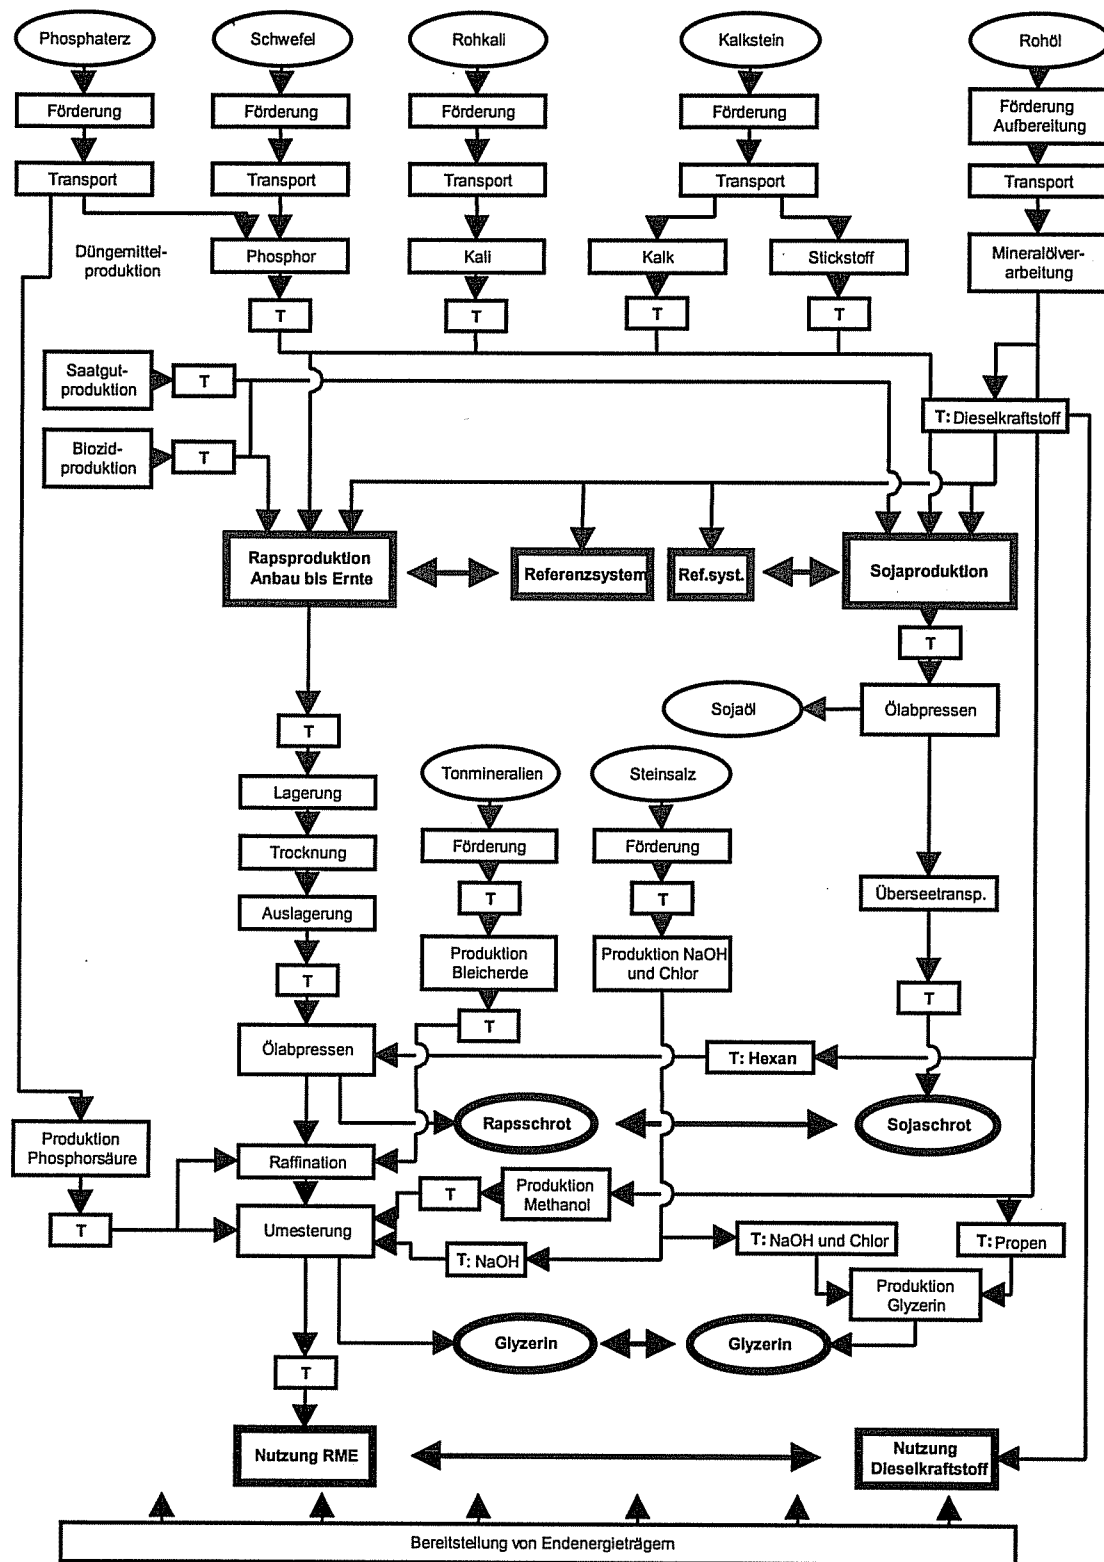 Phosphaterz
Schwefel
Rohkali
Kalkstein
Rohöl
Förderung
Förderung
Förderung
Förderung
Förderung
Aufbereitung
Transport
Transport
Transport
Transport
Transport
Düngemittel-
produktion
Phosphor
Kali
Kalk
Stickstoff
Mineralölver-
arbeitung
T
T
T
T
Saatgut-
produktion
T
T: Dieselkraftstoff
Biozid-
produktion
T
Rapsproduktion
Anbau bis Ernte
Referenzsystem
Ref.syst.
Sojaproduktion
T
Sojaöl
Ölabpressen
T
Tonmineralien
Steinsalz
Lagerung
Förderung
Förderung
Trocknung
T
T
Überseetransp.
Auslagerung
Produktion
Bleicherde
Produktion NaOH
und Chlor
T
T
T
Ölabpressen
T: Hexan
Rapsschrot
Sojaschrot
Produktion
Phosphorsäure
Raffination
T
Produktion
Methanol
T
Umesterung
T: NaOH
T: NaOH und Chlor
T: Propen
Produktion
Glyzerin
Glyzerin
Glyzerin
T
Nutzung RME
Nutzung
Dieselkraftstoff
Bereitstellung von Endenergieträgern